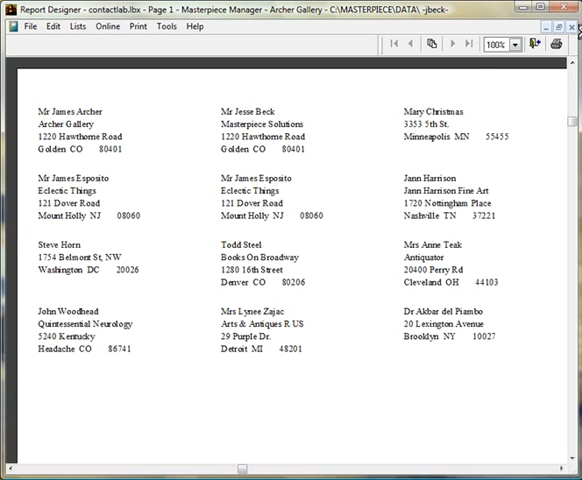 Report Designer - contactlab.lbx - Page 1 - Masterpiece Manager - Archer Gallery - C:\MASTERPIECE\DATA\ -jbeck-
File Edit Lists Online Print Tools Help
100%
Mr James Archer
Archer Gallery
1220 Hawthorne Road
Golden CO 80401
Mr Jesse Beck
Masterpiece Solutions
1220 Hawthorne Road
Golden CO 80401
Mary Christmas
3353 5th St.
Minneapolis MN 55455
Mr James Esposito
Eclectic Things
121 Dover Road
Mount Holly NJ 08060
Mr James Esposito
Eclectic Things
121 Dover Road
Mount Holly NJ 08060
Jann Harrison
Jann Harrison Fine Art
1720 Nottingham Place
Nashville TN 37221
Steve Horn
1754 Belmont St, NW
Washington DC 20026
Todd Steel
Books On Broadway
1280 16th Street
Denver CO 80206
Mrs Anne Teak
Antiquator
20400 Perry Rd
Cleveland OH 44103
John Woodhead
Quintessential Neurology
5240 Kentucky
Headache CO 86741
Mrs Lynee Zajac
Arts & Antiques R US
29 Purple Dr.
Detroit MI 48201
Dr Akbar del Piambo
20 Lexington Avenue
Brooklyn NY 10027